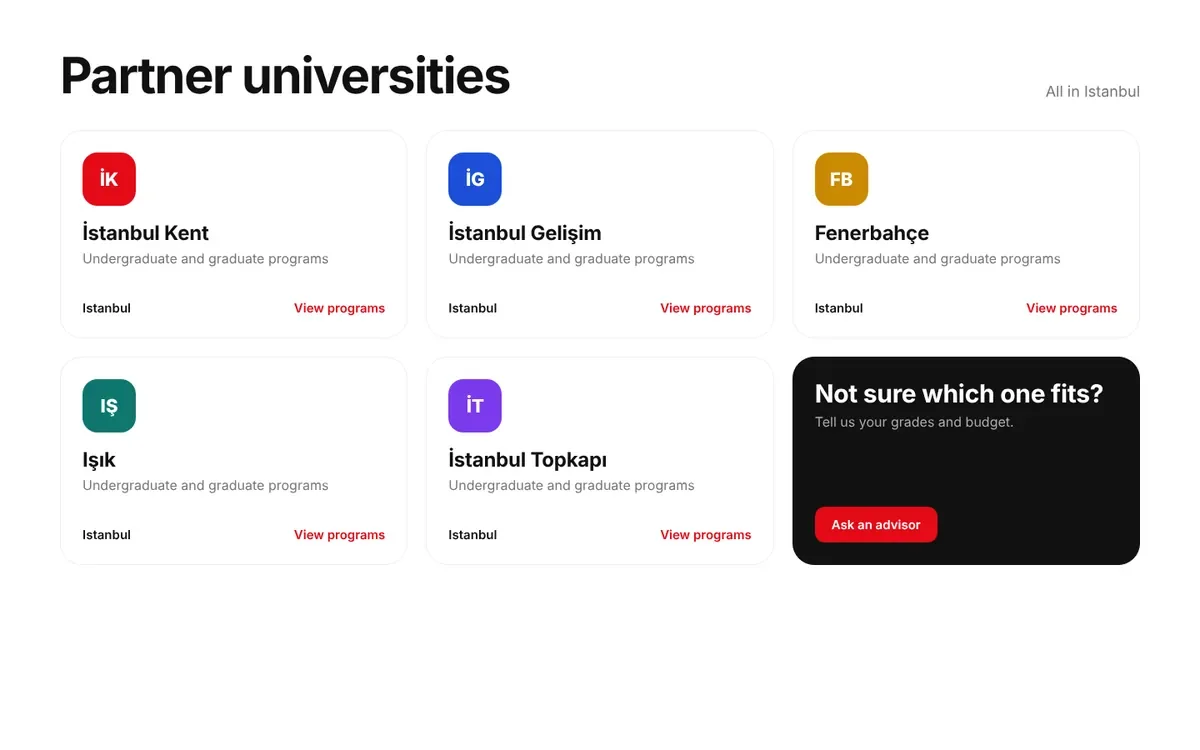 Partner universities
All in Istanbul
İK
İstanbul Kent
Undergraduate and graduate programs
Istanbul
View programs
İG
İstanbul Gelişim
Undergraduate and graduate programs
Istanbul
View programs
FB
Fenerbahçe
Undergraduate and graduate programs
Istanbul
View programs
IŞ
Işık
Undergraduate and graduate programs
Istanbul
View programs
İT
İstanbul Topkapı
Undergraduate and graduate programs
Istanbul
View programs
Not sure which one fits?
Tell us your grades and budget.
Ask an advisor